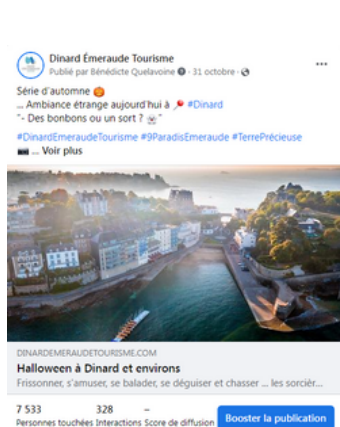 Dinard Émeraude Tourisme
Publié par Bénédicte Quelavoine · 31 octobre ·
Série d'automne
... Ambiance étrange aujourd'hui à 📍 #Dinard
"- Des bonbons ou un sort ? "
#DinardEmeraudeTourisme #9ParadisEmeraude #TerrePrécieuse
📷 ... Voir plus
DINARDEMERAUDETOURISME.COM
Halloween à Dinard et environs
Frissonner, s'amuser, se balader, se déguiser et chasser ... les sorcièr...
7 533 328 –
Personnes touchées Interactions Score de diffusion
Booster la publication